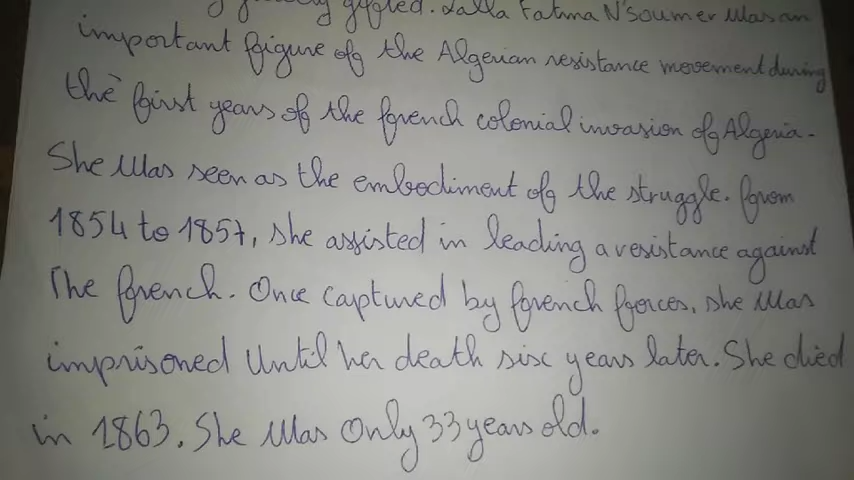 gifted. Lalla Fatma N'Soumer Was an
important figure of the Algerian resistance movement during
the first years of the french colonial invasion of Algeria.
She Was seen as the embodiment of the struggle. from
1854 to 1857, she assisted in leading a resistance against
The french. Once captured by french forces, she Was
imprisoned Until her death six years later. She died
in 1863. She Was Only 33 years old.